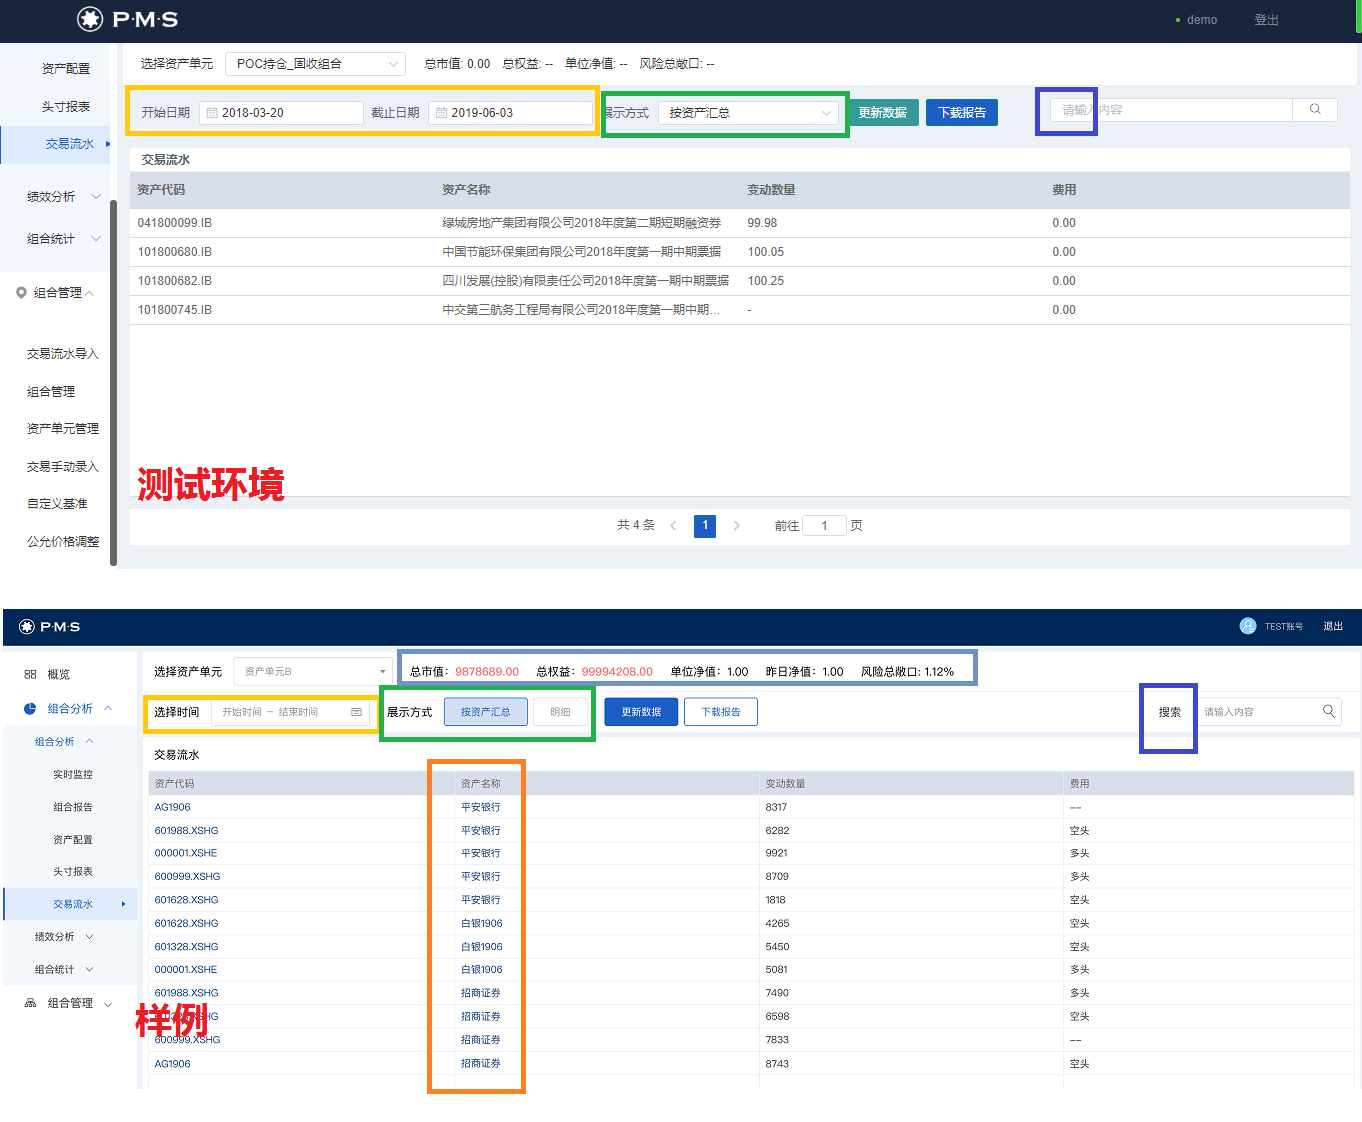 P·M·S
demo 登出
资产配置
选择资产单元 POC持仓_固收组合 总市值: 0.00 总权益: -- 单位净值: -- 风险总敞口: --
头寸报表
开始日期 2018-03-20 截止日期 2019-06-03 展示方式 按资产汇总 更新数据 下载报告 请输入内容
交易流水
交易流水
绩效分析
组合统计
组合管理
交易流水导入
组合管理
资产单元管理
交易手动录入
自定义基准
公允价格调整
资产代码 资产名称 变动数量 费用
041800099.IB 绿城房地产集团有限公司2018年度第二期短期融资券 99.98 0.00
101800680.IB 中国节能环保集团有限公司2018年度第一期中期票据 100.05 0.00
101800682.IB 四川发展(控股)有限责任公司2018年度第一期中期票据 100.25 0.00
101800745.IB 中交第三航务工程局有限公司2018年度第一期中期... - 0.00
测试环境
共 4 条 1 前往 1 页
P·M·S
TEST账号 退出
概览
组合分析
组合分析
实时监控
组合报告
资产配置
头寸报表
交易流水
绩效分析
组合统计
组合管理
选择资产单元 资产单元B 总市值: 9878689.00 总权益: 99994208.00 单位净值: 1.00 昨日净值: 1.00 风险总敞口: 1.12%
选择时间 开始时间 – 结束时间 展示方式 按资产汇总 明细 更新数据 下载报告 搜索 请输入内容
交易流水
资产代码 资产名称 变动数量 费用
AG1906 平安银行 8317 --
601988.XSHG 平安银行 6282 空头
000001.XSHE 平安银行 9921 多头
600999.XSHG 平安银行 8709 多头
601628.XSHG 平安银行 1818 空头
601628.XSHG 白银1906 4265 空头
601328.XSHG 白银1906 5450 空头
000001.XSHE 白银1906 5081 多头
601988.XSHG 招商证券 7490 多头
601328.XSHG 招商证券 6598 空头
600999.XSHG 招商证券 7833 --
AG1906 招商证券 8743 空头
样例